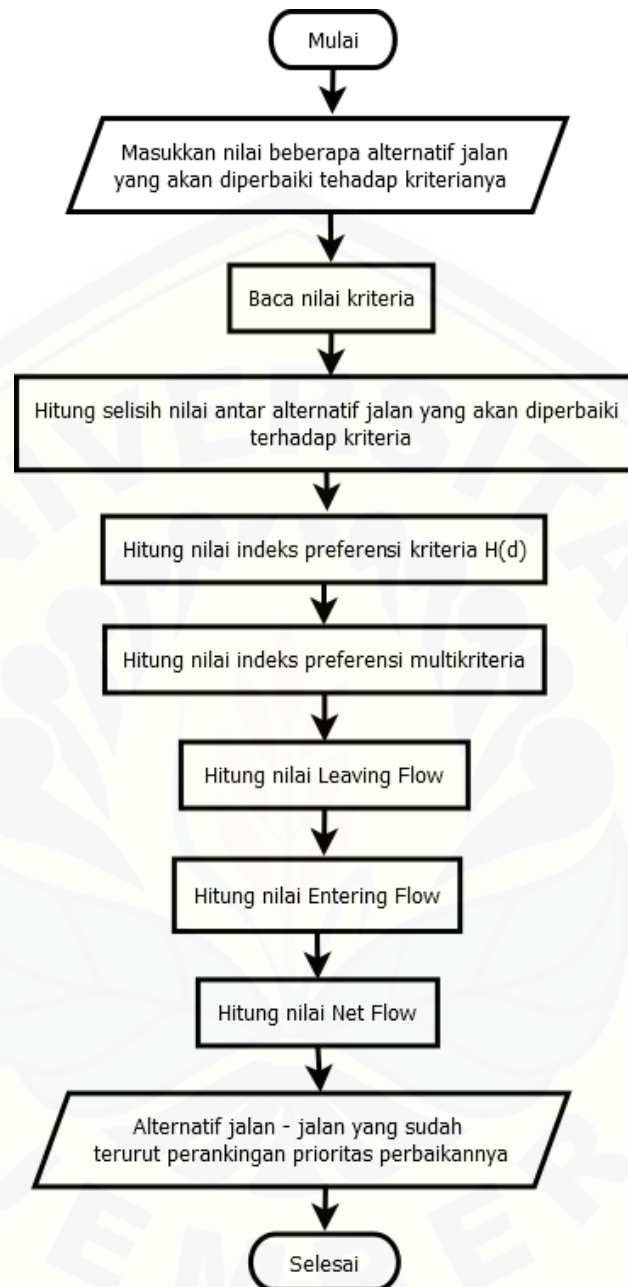 Mulai
Masukkan nilai beberapa alternatif jalan
yang akan diperbaiki tehadap kriterianya
Baca nilai kriteria
Hitung selisih nilai antar alternatif jalan yang akan diperbaiki
terhadap kriteria
Hitung nilai indeks preferensi kriteria H(d)
Hitung nilai indeks preferensi multikriteria
Hitung nilai Leaving Flow
Hitung nilai Entering Flow
Hitung nilai Net Flow
Alternatif jalan - jalan yang sudah
terurut perankingan prioritas perbaikannya
Selesai